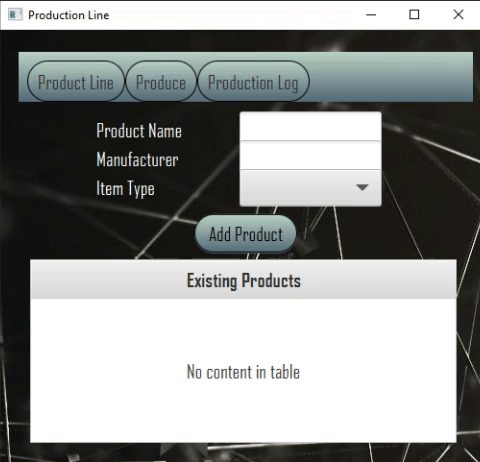 Production Line
Product Line Produce Production Log
Product Name
Manufacturer
Item Type
Add Product
Existing Products
No content in table